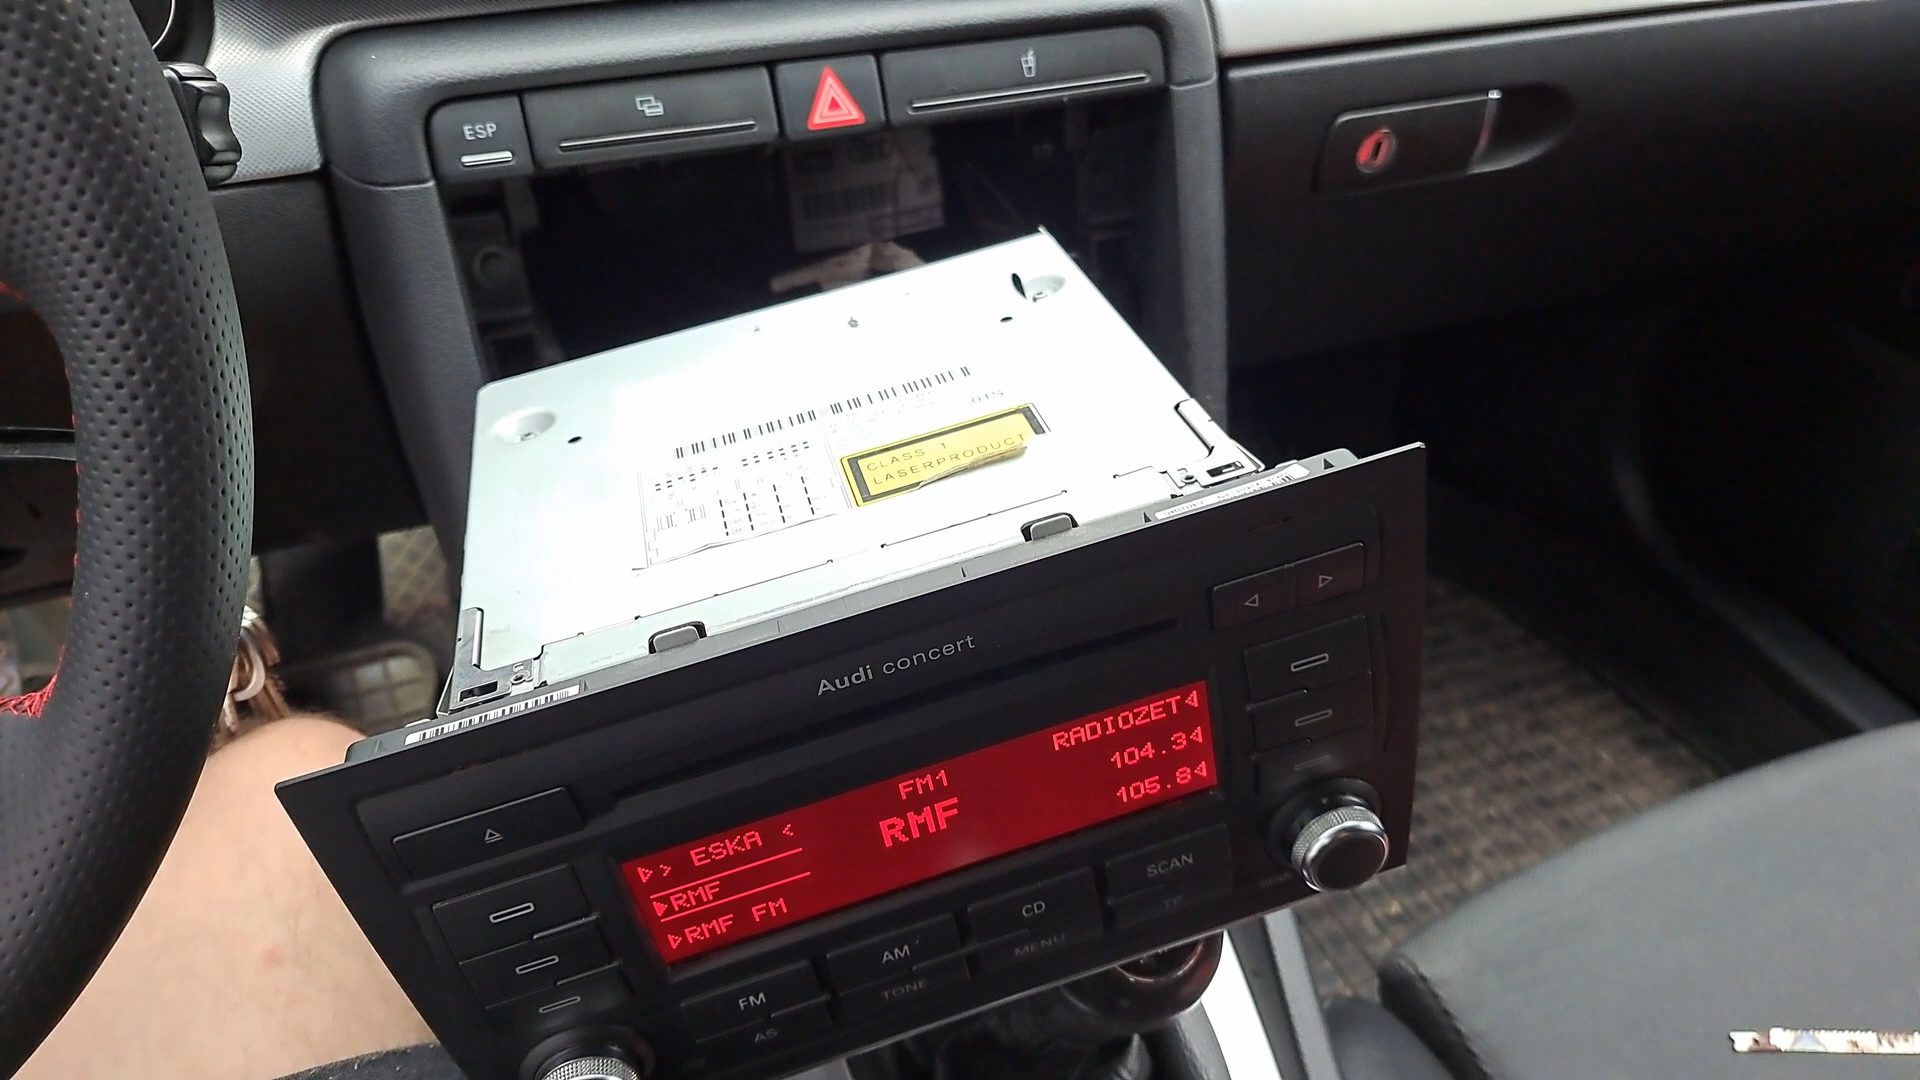 ESP
01S
CLASS 1
LASERPRODUCT
Audi concert
RADIOZET
104.3
FM1
105.8
ESKA
RMF
RMF
RMF FM
SCAN
TP
CD
MENU
AM
TONE
FM
AS